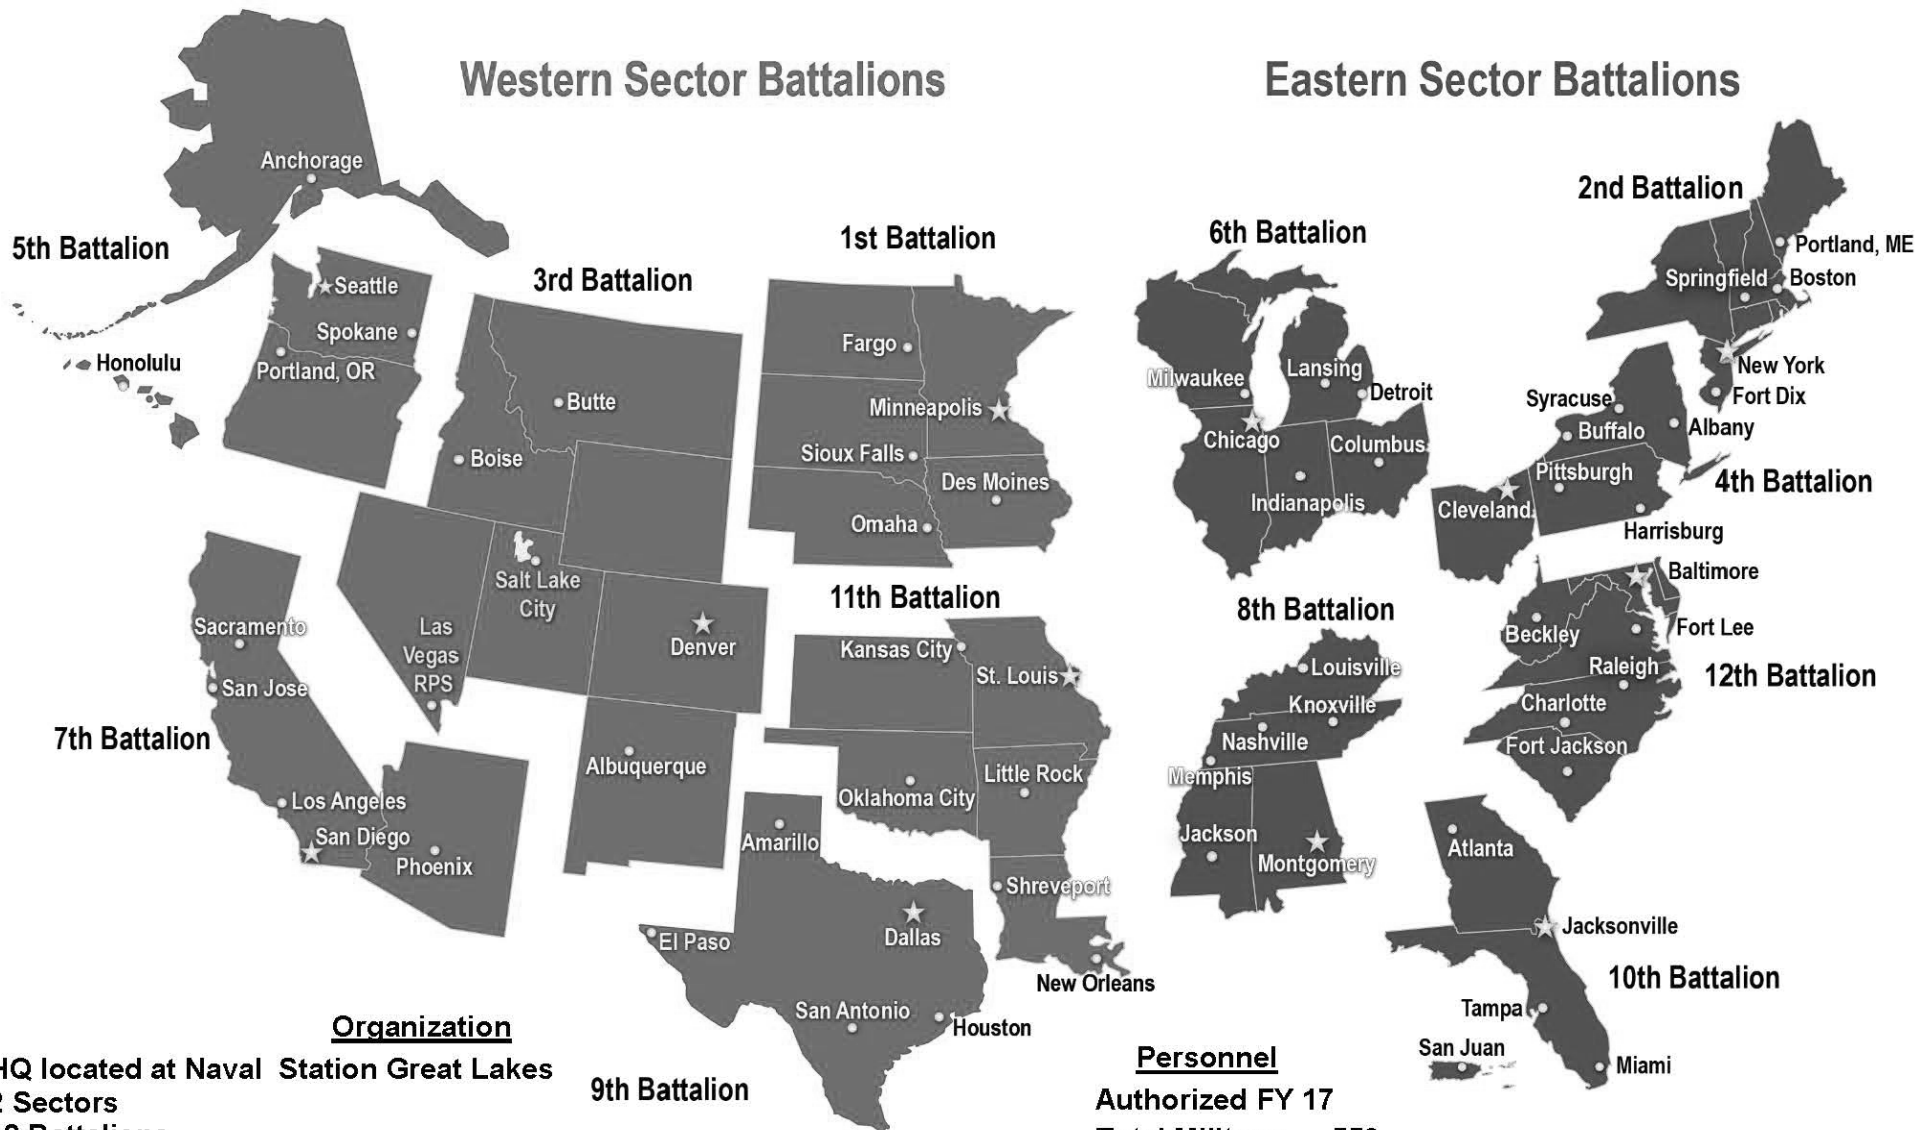 Western Sector Battalions
Eastern Sector Battalions
5th Battalion
Anchorage
Seattle
Spokane
Portland, OR
Honolulu
3rd Battalion
Butte
Boise
Salt Lake
City
Denver
1st Battalion
Fargo
Minneapolis
Sioux Falls
Des Moines
Omaha
7th Battalion
Sacramento
San Jose
Las
Vegas
RPS
Los Angeles
San Diego
Phoenix
Albuquerque
11th Battalion
Kansas City
St. Louis
Oklahoma City
Little Rock
Shreveport
New Orleans
9th Battalion
Amarillo
El Paso
Dallas
San Antonio
Houston
6th Battalion
Milwaukee
Lansing
Detroit
Chicago
Columbus
Indianapolis
2nd Battalion
Portland, ME
Springfield
Boston
New York
Fort Dix
4th Battalion
Syracuse
Buffalo
Albany
Pittsburgh
Cleveland
Harrisburg
8th Battalion
Louisville
Knoxville
Nashville
Memphis
Jackson
Montgomery
12th Battalion
Baltimore
Beckley
Fort Lee
Raleigh
Charlotte
Fort Jackson
10th Battalion
Atlanta
Jacksonville
Tampa
San Juan
Miami
Organization
HQ located at Naval Station Great Lakes
2 Sectors
Personnel
Authorized FY 17